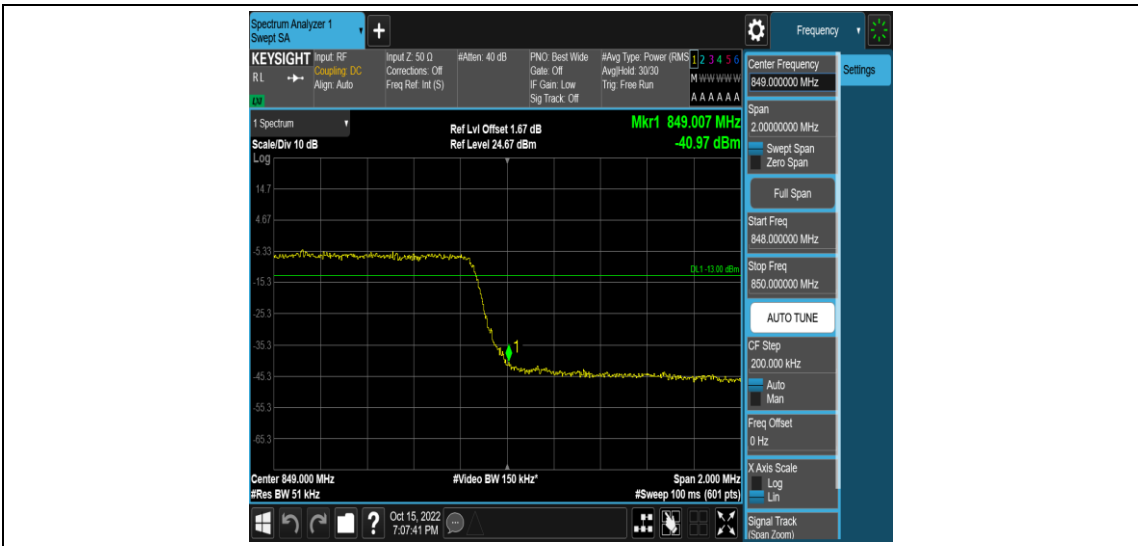 Spectrum Analyzer 1
Swept SA
+
Frequency
KEYSIGHT
RL
LXI
Input: RF
Coupling: DC
Align: Auto
Input Z: 50 Ω
Corrections: Off
Freq Ref: Int (S)
#Atten: 40 dB
PNO: Best Wide
Gate: Off
IF Gain: Low
Sig Track: Off
#Avg Type: Power (RMS
Avg|Hold: 30/30
Trig: Free Run
1 2 3 4 5 6
M W W W W W
A A A A A A
Center Frequency
849.000000 MHz
Settings
Span
2.00000000 MHz
Swept Span
Zero Span
Full Span
Start Freq
848.000000 MHz
Stop Freq
850.000000 MHz
AUTO TUNE
CF Step
200.000 kHz
Auto
Man
Freq Offset
0 Hz
X Axis Scale
Log
Lin
Signal Track
(Span Zoom)
1 Spectrum
Scale/Div 10 dB
Log
Ref Lvl Offset 1.67 dB
Ref Level 24.67 dBm
Mkr1 849.007 MHz
-40.97 dBm
14.7
4.67
-5.33
DL1 -13.00 dBm
-15.3
-25.3
-35.3
1
-45.3
-55.3
-65.3
Center 849.000 MHz
#Video BW 150 kHz*
Span 2.000 MHz
#Res BW 51 kHz
#Sweep 100 ms (601 pts)
?
Oct 15, 2022
7:07:41 PM